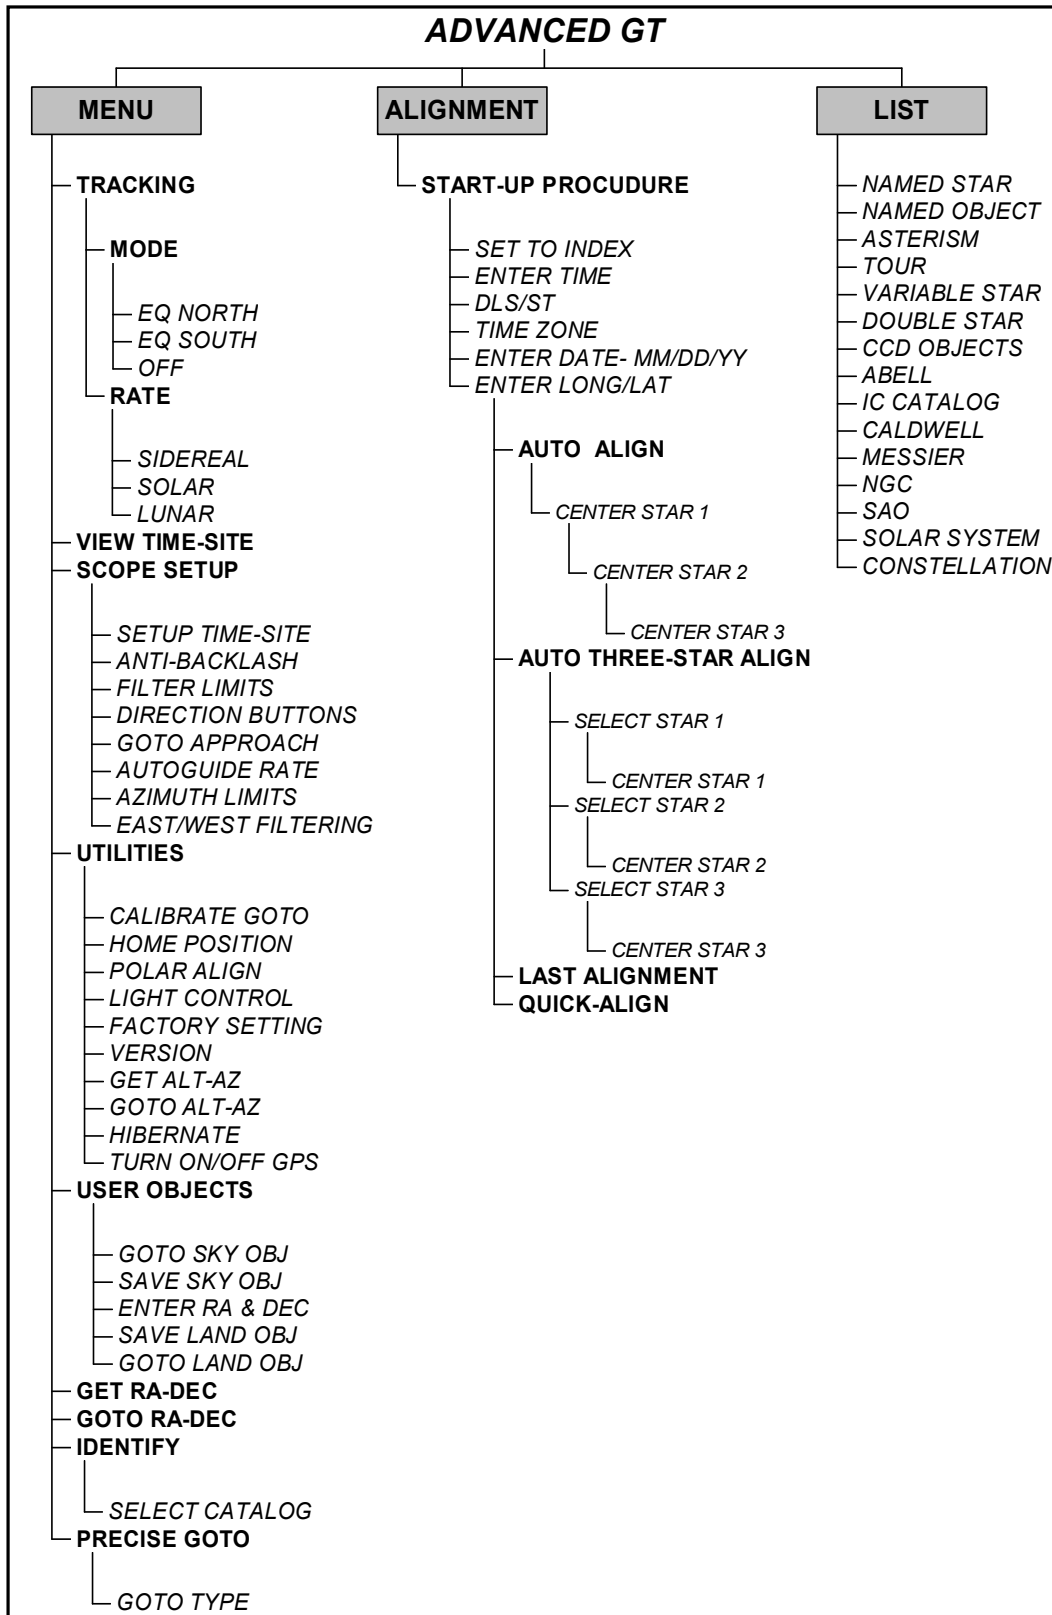 ADVANCED GT
MENU
TRACKING
MODE
EQ NORTH
EQ SOUTH
OFF
RATE
SIDEREAL
SOLAR
LUNAR
VIEW TIME-SITE
SCOPE SETUP
SETUP TIME-SITE
ANTI-BACKLASH
FILTER LIMITS
DIRECTION BUTTONS
GOTO APPROACH
AUTOGUIDE RATE
AZIMUTH LIMITS
EAST/WEST FILTERING
UTILITIES
CALIBRATE GOTO
HOME POSITION
POLAR ALIGN
LIGHT CONTROL
FACTORY SETTING
VERSION
GET ALT-AZ
GOTO ALT-AZ
HIBERNATE
TURN ON/OFF GPS
USER OBJECTS
GOTO SKY OBJ
SAVE SKY OBJ
ENTER RA & DEC
SAVE LAND OBJ
GOTO LAND OBJ
GET RA-DEC
GOTO RA-DEC
IDENTIFY
SELECT CATALOG
PRECISE GOTO
GOTO TYPE
ALIGNMENT
START-UP PROCUDURE
SET TO INDEX
ENTER TIME
DLS/ST
TIME ZONE
ENTER DATE- MM/DD/YY
ENTER LONG/LAT
AUTO ALIGN
CENTER STAR 1
CENTER STAR 2
CENTER STAR 3
AUTO THREE-STAR ALIGN
SELECT STAR 1
CENTER STAR 1
SELECT STAR 2
CENTER STAR 2
SELECT STAR 3
CENTER STAR 3
LAST ALIGNMENT
QUICK-ALIGN
LIST
NAMED STAR
NAMED OBJECT
ASTERISM
TOUR
VARIABLE STAR
DOUBLE STAR
CCD OBJECTS
ABELL
IC CATALOG
CALDWELL
MESSIER
NGC
SAO
SOLAR SYSTEM
CONSTELLATION